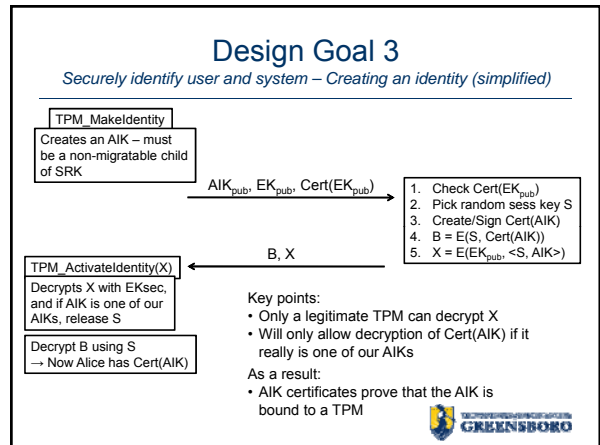 Design Goal 3
Securely identify user and system – Creating an identity (simplified)
TPM_MakeIdentity
Creates an AIK – must
be a non-migratable child
of SRK
AIKpub, EKpub, Cert(EKpub)
1. Check Cert(EKpub)
2. Pick random sess key S
3. Create/Sign Cert(AIK)
4. B = E(S, Cert(AIK))
5. X = E(EKpub, <S, AIK>)
B, X
TPM_ActivateIdentity(X)
Decrypts X with EKsec,
and if AIK is one of our
AIKs, release S
Decrypt B using S
→ Now Alice has Cert(AIK)
Key points:
• Only a legitimate TPM can decrypt X
• Will only allow decryption of Cert(AIK) if it
really is one of our AIKs
As a result:
• AIK certificates prove that the AIK is
bound to a TPM
GREENSBORO